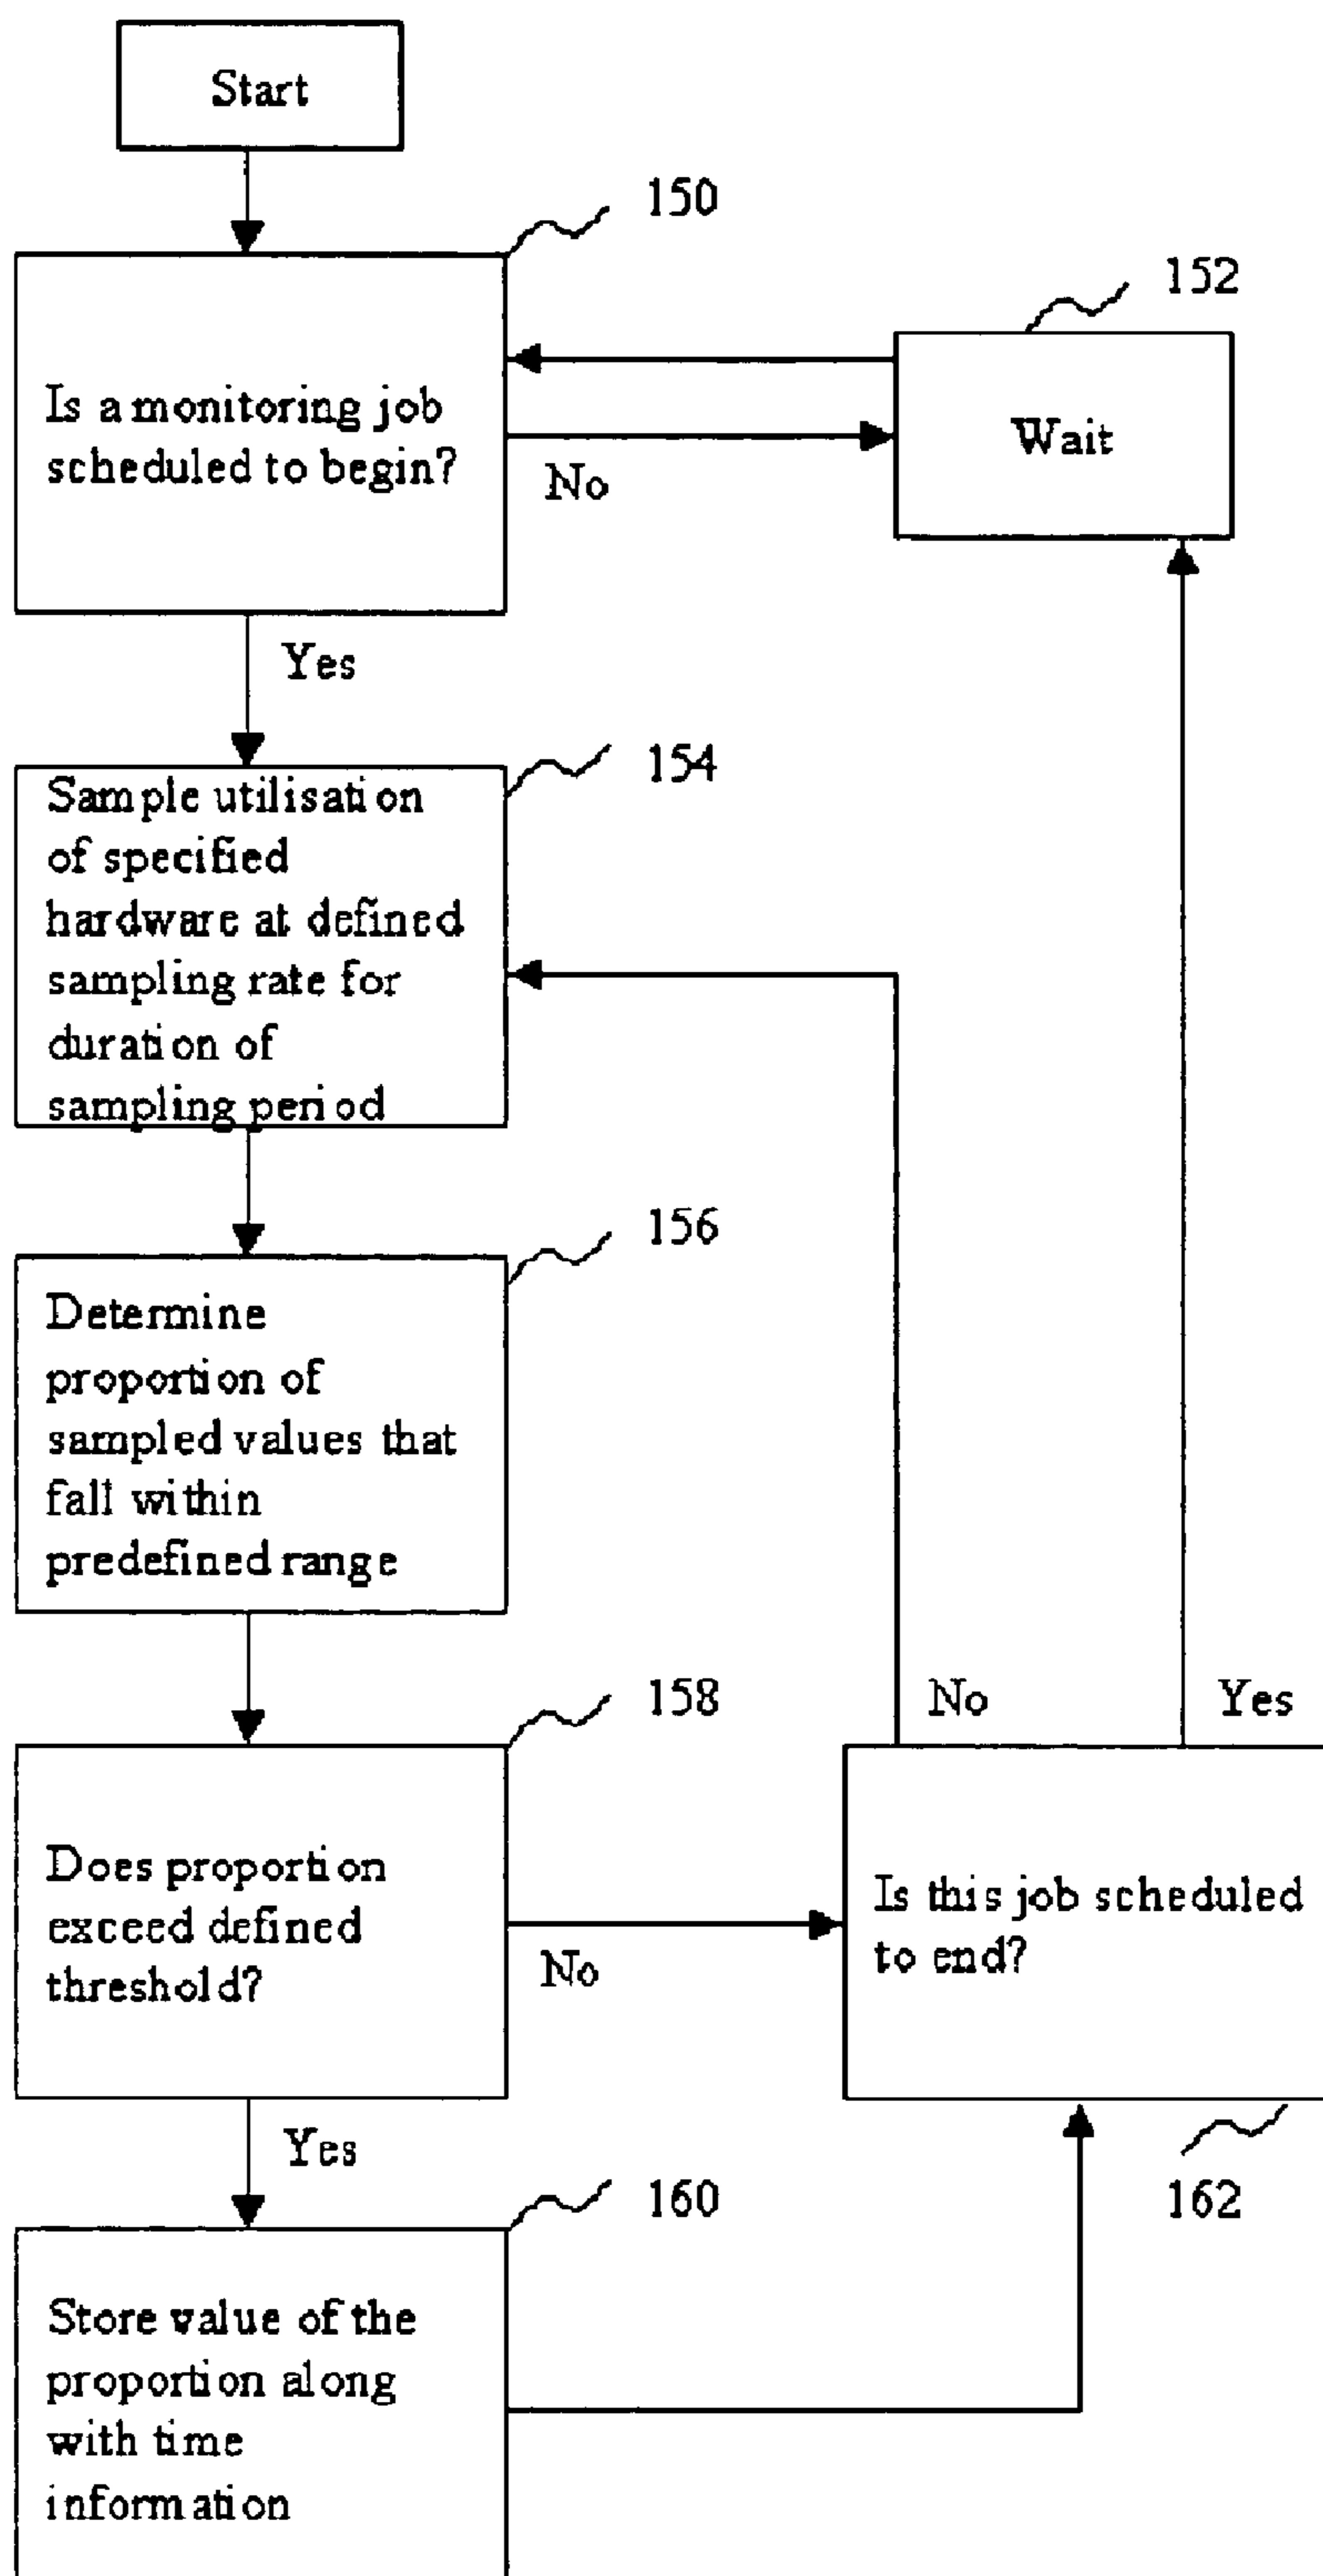 Start
150
152
Is a monitoring job
scheduled to begin?
Wait
No
Yes
154
Sample utilisation
of specified
hardware at defined
sampling rate for
duration of
sampling period
156
Determine
proportion of
sampled values that
fall within
predefined range
158
No
Yes
Does proportion
exceed defined
threshold?
No
Is this job scheduled
to end?
Yes
160
162
Store value of the
proportion along
with time
information